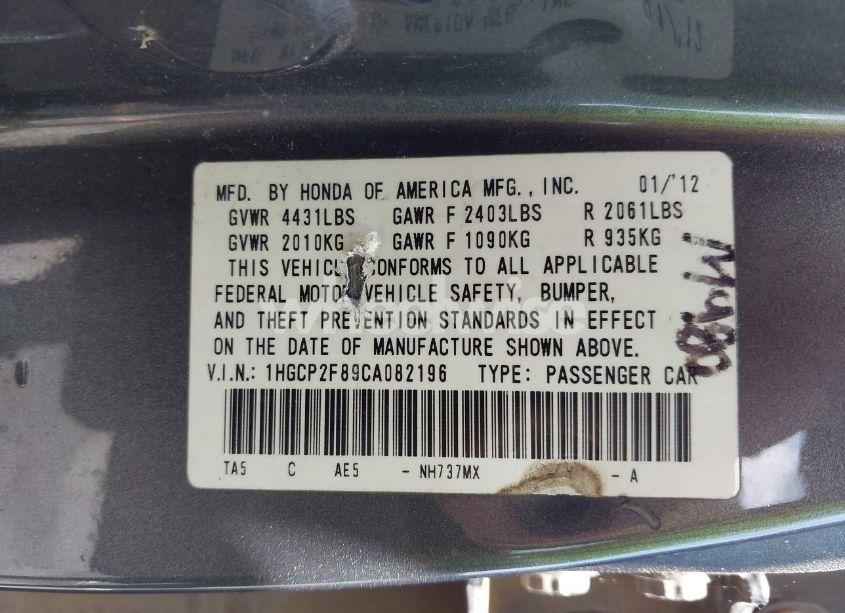 MFD. BY HONDA OF AMERICA MFG., INC. 01/'12
GVWR 4431LBS GAWR F 2403LBS R 2061LBS
GVWR 2010KG GAWR F 1090KG R 935KG
THIS VEHICL CONFORMS TO ALL APPLICABLE
FEDERAL MOTOR VEHICLE SAFETY, BUMPER,
AND THEFT PREVENTION STANDARDS IN EFFECT
ON THE DATE OF MANUFACTURE SHOWN ABOVE.
V.I.N.: 1HGCP2F89CA082196 TYPE: PASSENGER CAR
TA5 C AE5 - NH737MX - A